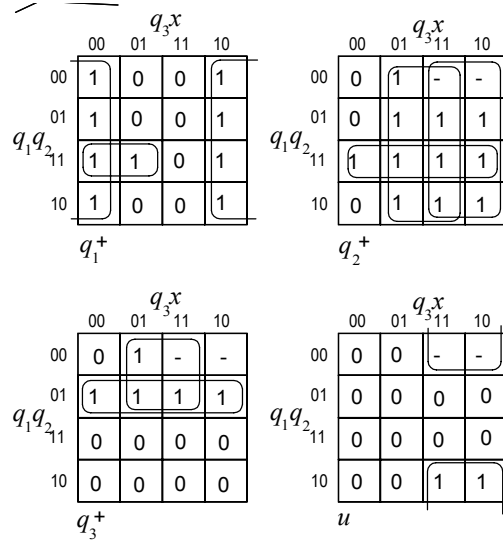 q₃x
00 01 11 10
00 1 0 0 1
01 1 0 0 1
q₁q₂
11 1 1 0 1
10 1 0 0 1
q₁⁺
q₃x
00 01 11 10
00 0 1 - -
01 0 1 1 1
q₁q₂
11 1 1 1 1
10 0 1 1 1
q₂⁺
q₃x
00 01 11 10
00 0 1 - -
01 1 1 1 1
q₁q₂
11 0 0 0 0
10 0 0 0 0
q₃⁺
q₃x
00 01 11 10
00 0 0 - -
01 0 0 0 0
q₁q₂
11 0 0 0 0
10 0 0 1 1
u